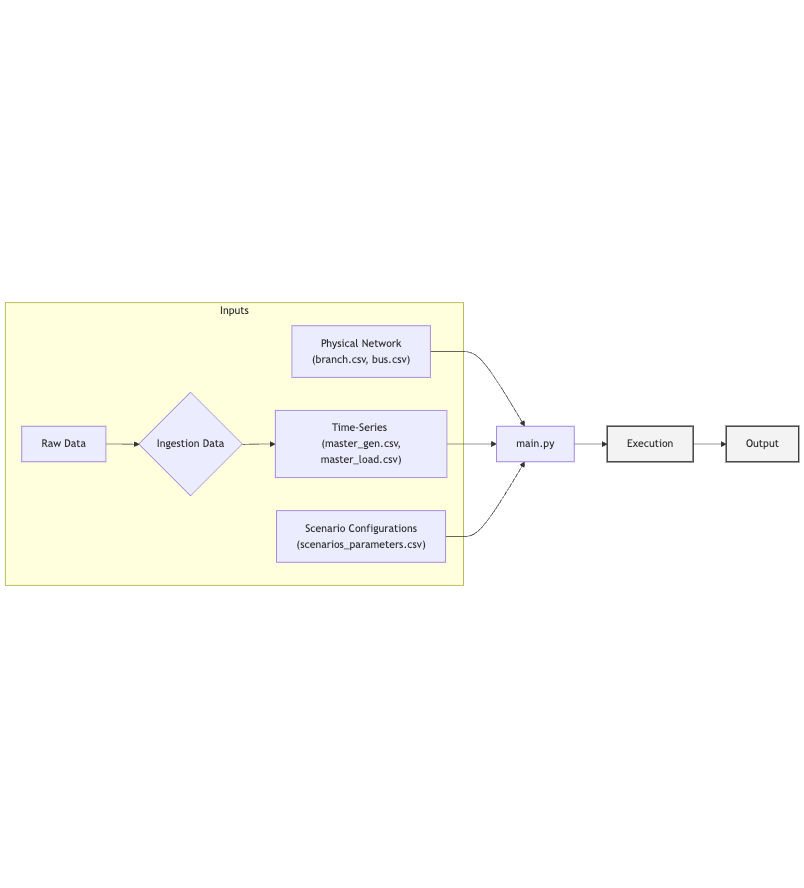 Inputs
Physical Network
(branch.csv, bus.csv)
Raw Data
Ingestion Data
Time-Series
(master_gen.csv,
master_load.csv)
Scenario Configurations
(scenarios_parameters.csv)
main.py
Execution
Output